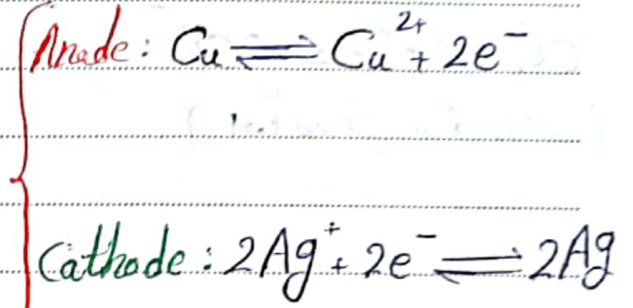 Anode: Cu ⇌ Cu²⁺ + 2e⁻
Cathode: 2Ag⁺ + 2e⁻ ⇌ 2Ag